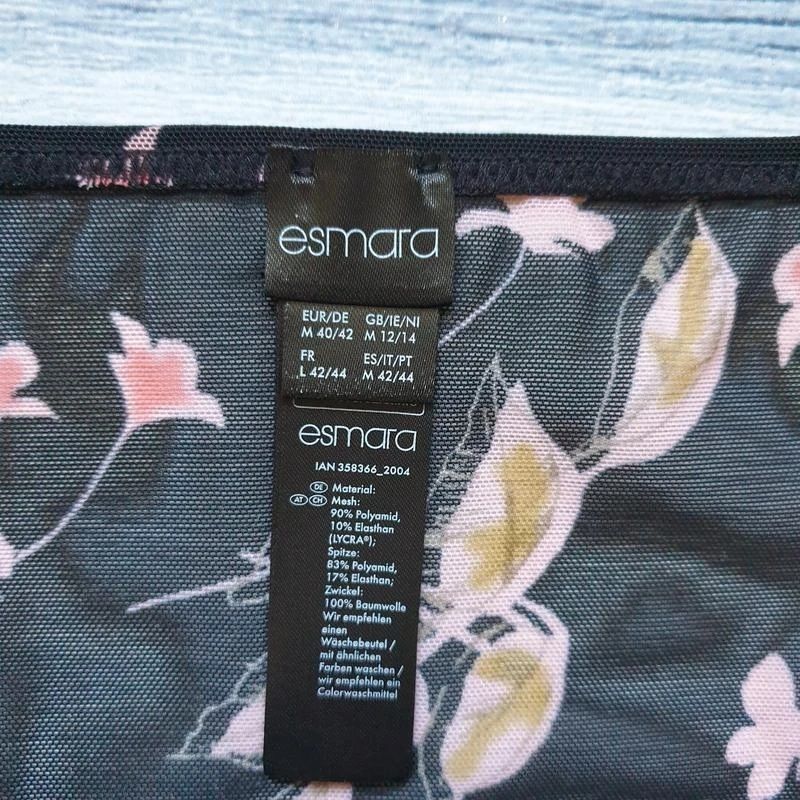 esmara
EUR/DE GB/IE/NI
M 40/42 M 12/14
FR ES/IT/PT
L 42/44 M 42/44
esmara
IAN 358366_2004
DE Material:
AT CH Mesh:
90% Polyamid,
10% Elasthan
(LYCRA®);
Spitze:
83% Polyamid,
17% Elasthan;
Zwickel:
100% Baumwolle
Wir empfehlen
einen
Wäschebeutel /
mit ähnlichen
Farben waschen /
wir empfehlen ein
Colorwaschmittel